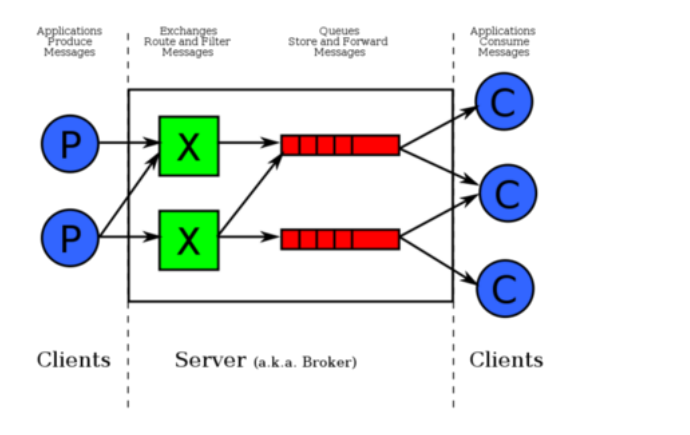 Applications
Produce
Messages
Exchanges
Route and Filter
Messages
Queues
Store and Forward
Messages
Applications
Consume
Messages
P
X
C
C
P
X
C
Clients
Server (a.k.a. Broker)
Clients